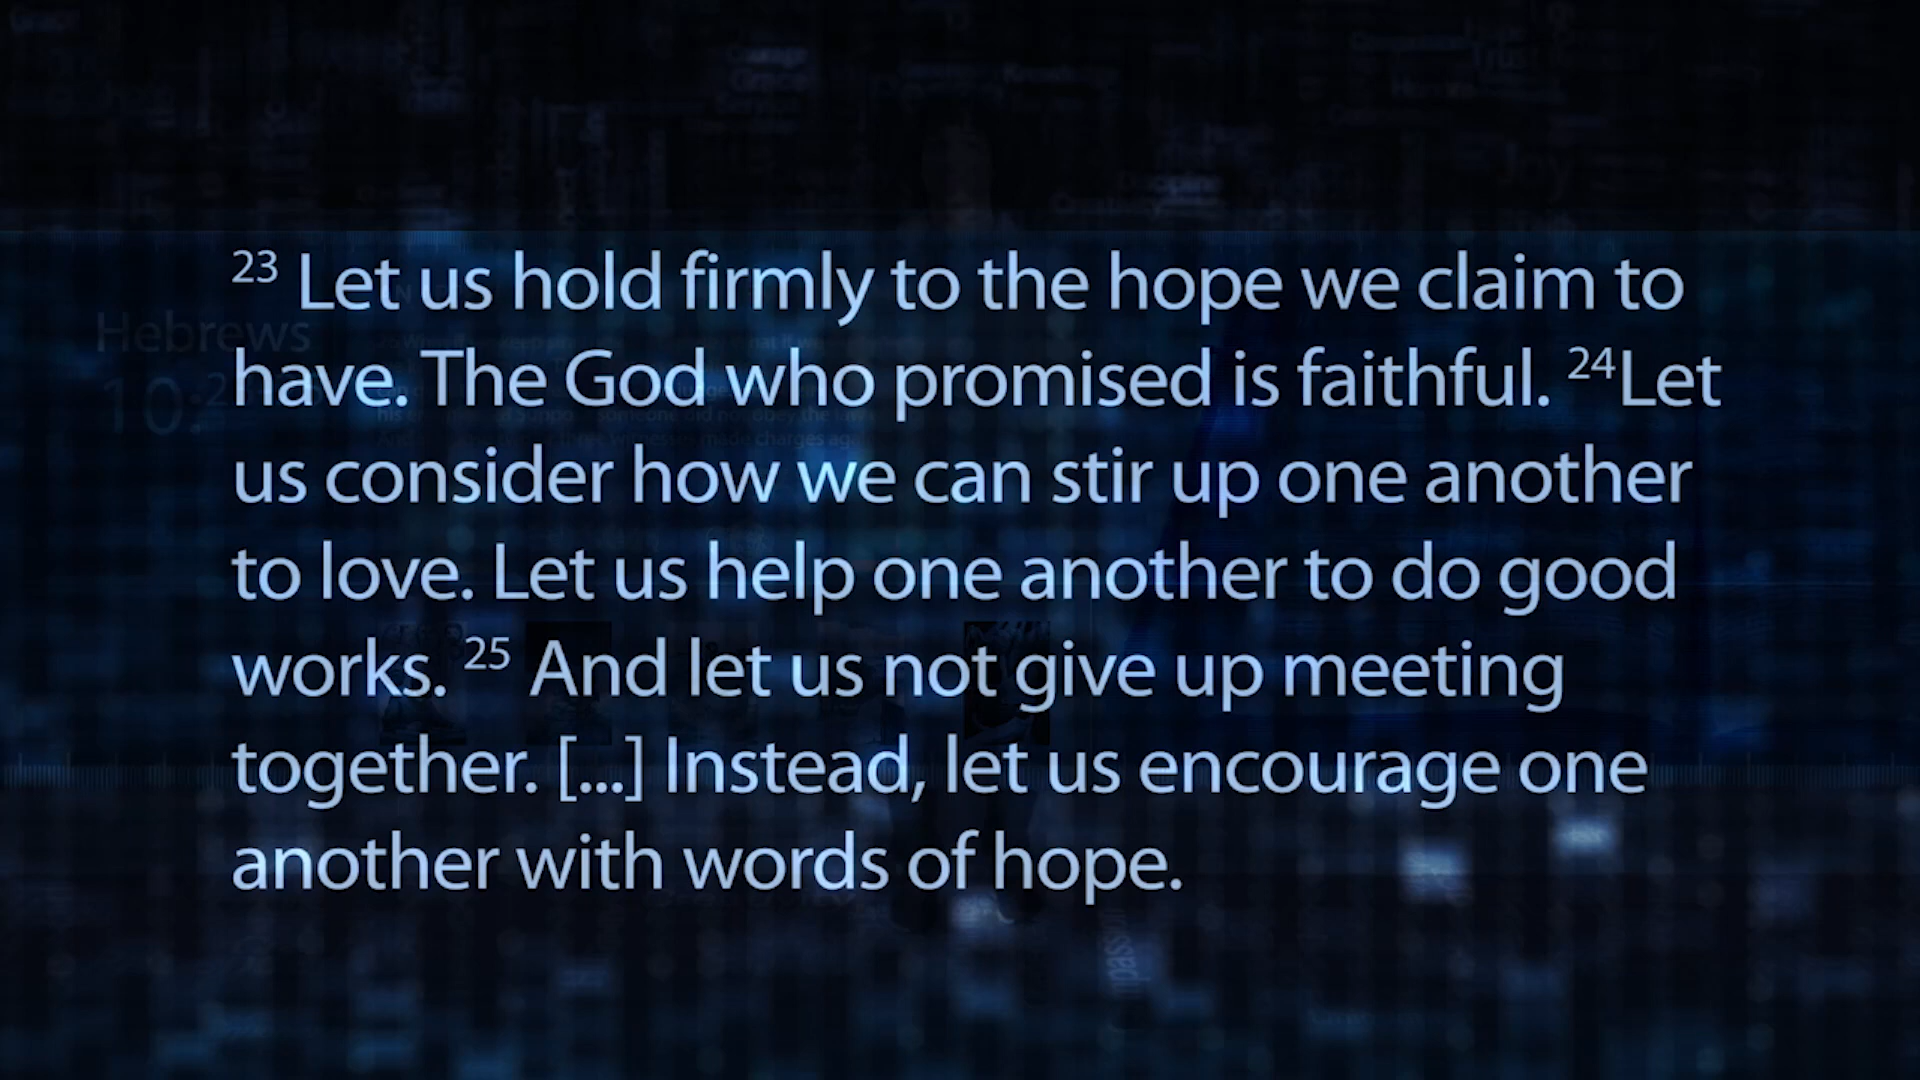 23 Let us hold firmly to the hope we claim to
have. The God who promised is faithful. 24Let
us consider how we can stir up one another
to love. Let us help one another to do good
works. 25 And let us not give up meeting
together. [...] Instead, let us encourage one
another with words of hope.
Hebrews